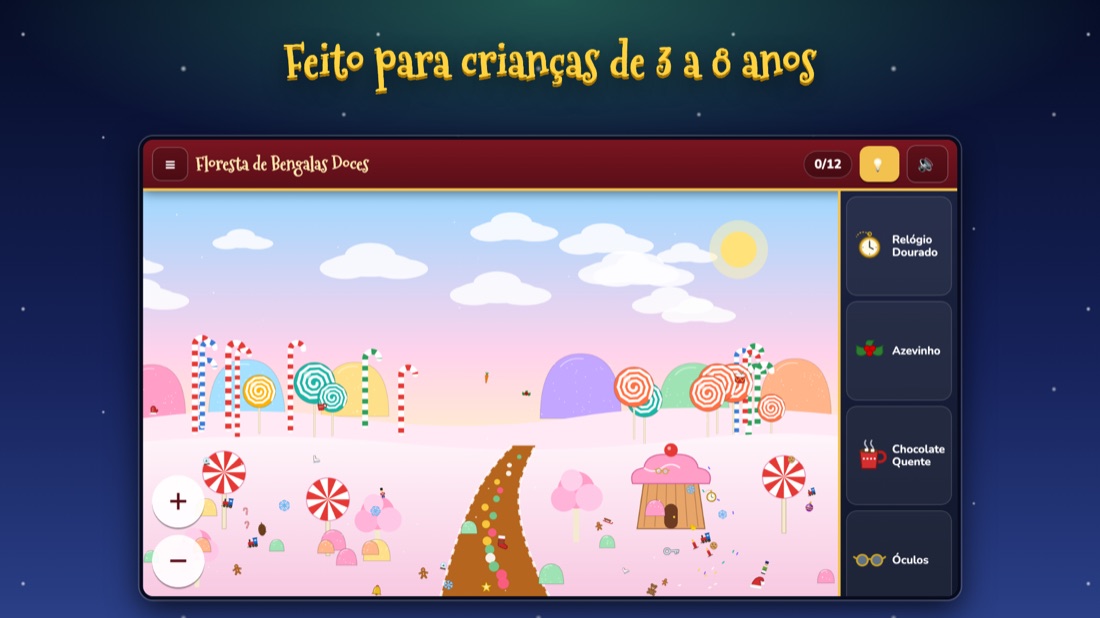 Feito para crianças de 3 a 8 anos
Floresta de Bengalas Doces
0/12
Relógio
Dourado
Azevinho
Chocolate
Quente
Óculos
+
−